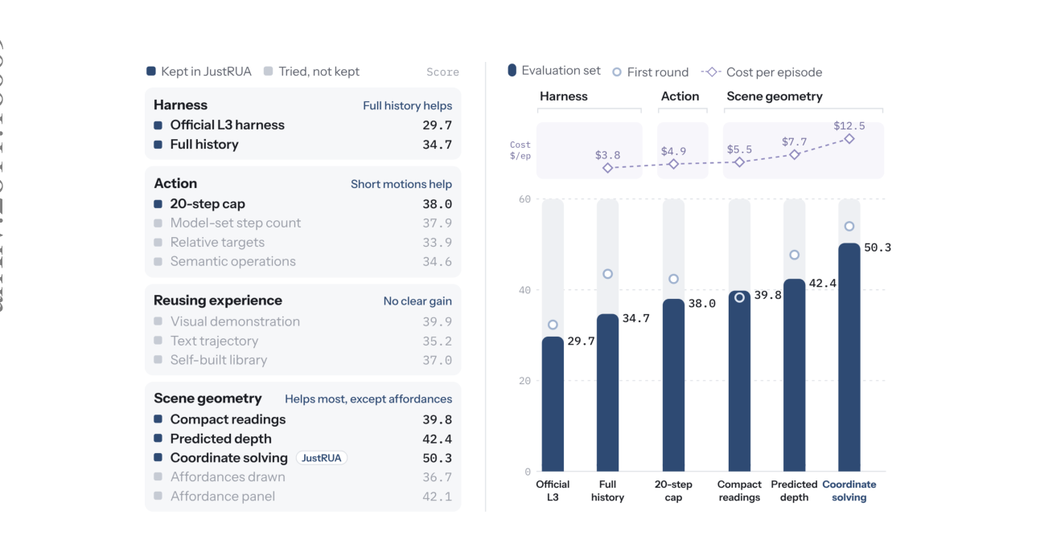 Kept in JustRUA Tried, not kept Score
Harness Full history helps
Official L3 harness 29.7
Full history 34.7
Action Short motions help
20-step cap 38.0
Model-set step count 37.9
Relative targets 33.9
Semantic operations 34.6
Reusing experience No clear gain
Visual demonstration 39.9
Text trajectory 35.2
Self-built library 37.0
Scene geometry Helps most, except affordances
Compact readings 39.8
Predicted depth 42.4
Coordinate solving JustRUA 50.3
Affordances drawn 36.7
Affordance panel 42.1
Evaluation set First round Cost per episode
Harness Action Scene geometry
Cost
$/ep
$3.8 $4.9 $5.5 $7.7 $12.5
60
40
20
0
29.7 34.7 38.0 39.8 42.4 50.3
Official
L3
Full
history
20-step
cap
Compact
readings
Predicted
depth
Coordinate
solving